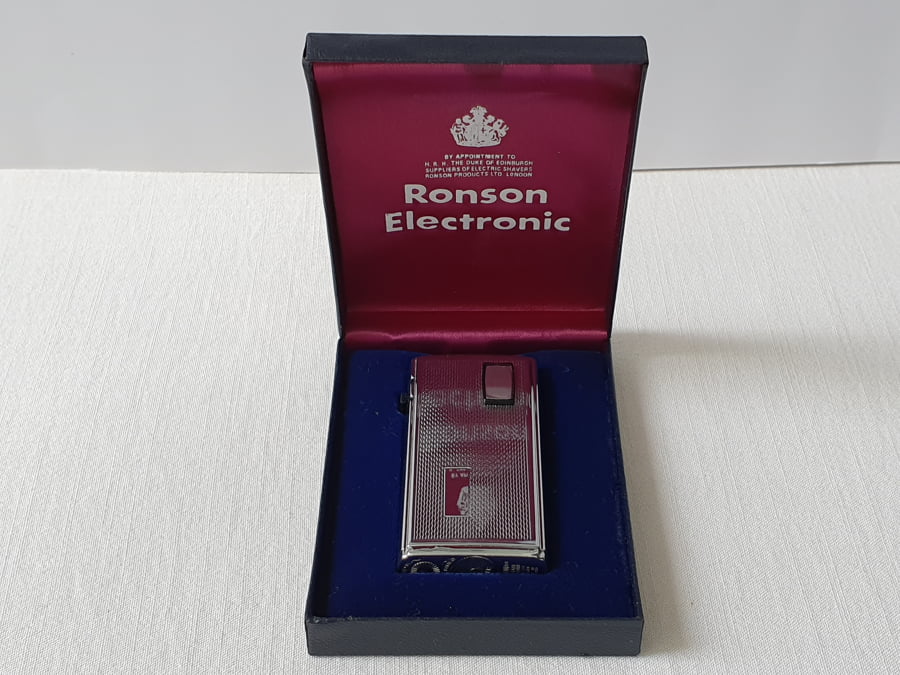 BY APPOINTMENT TO
H. R. H. THE DUKE OF EDINBURGH
SUPPLIERS OF ELECTRIC SHAVERS
RONSON PRODUCTS LTD. LONDON
Ronson
Electronic